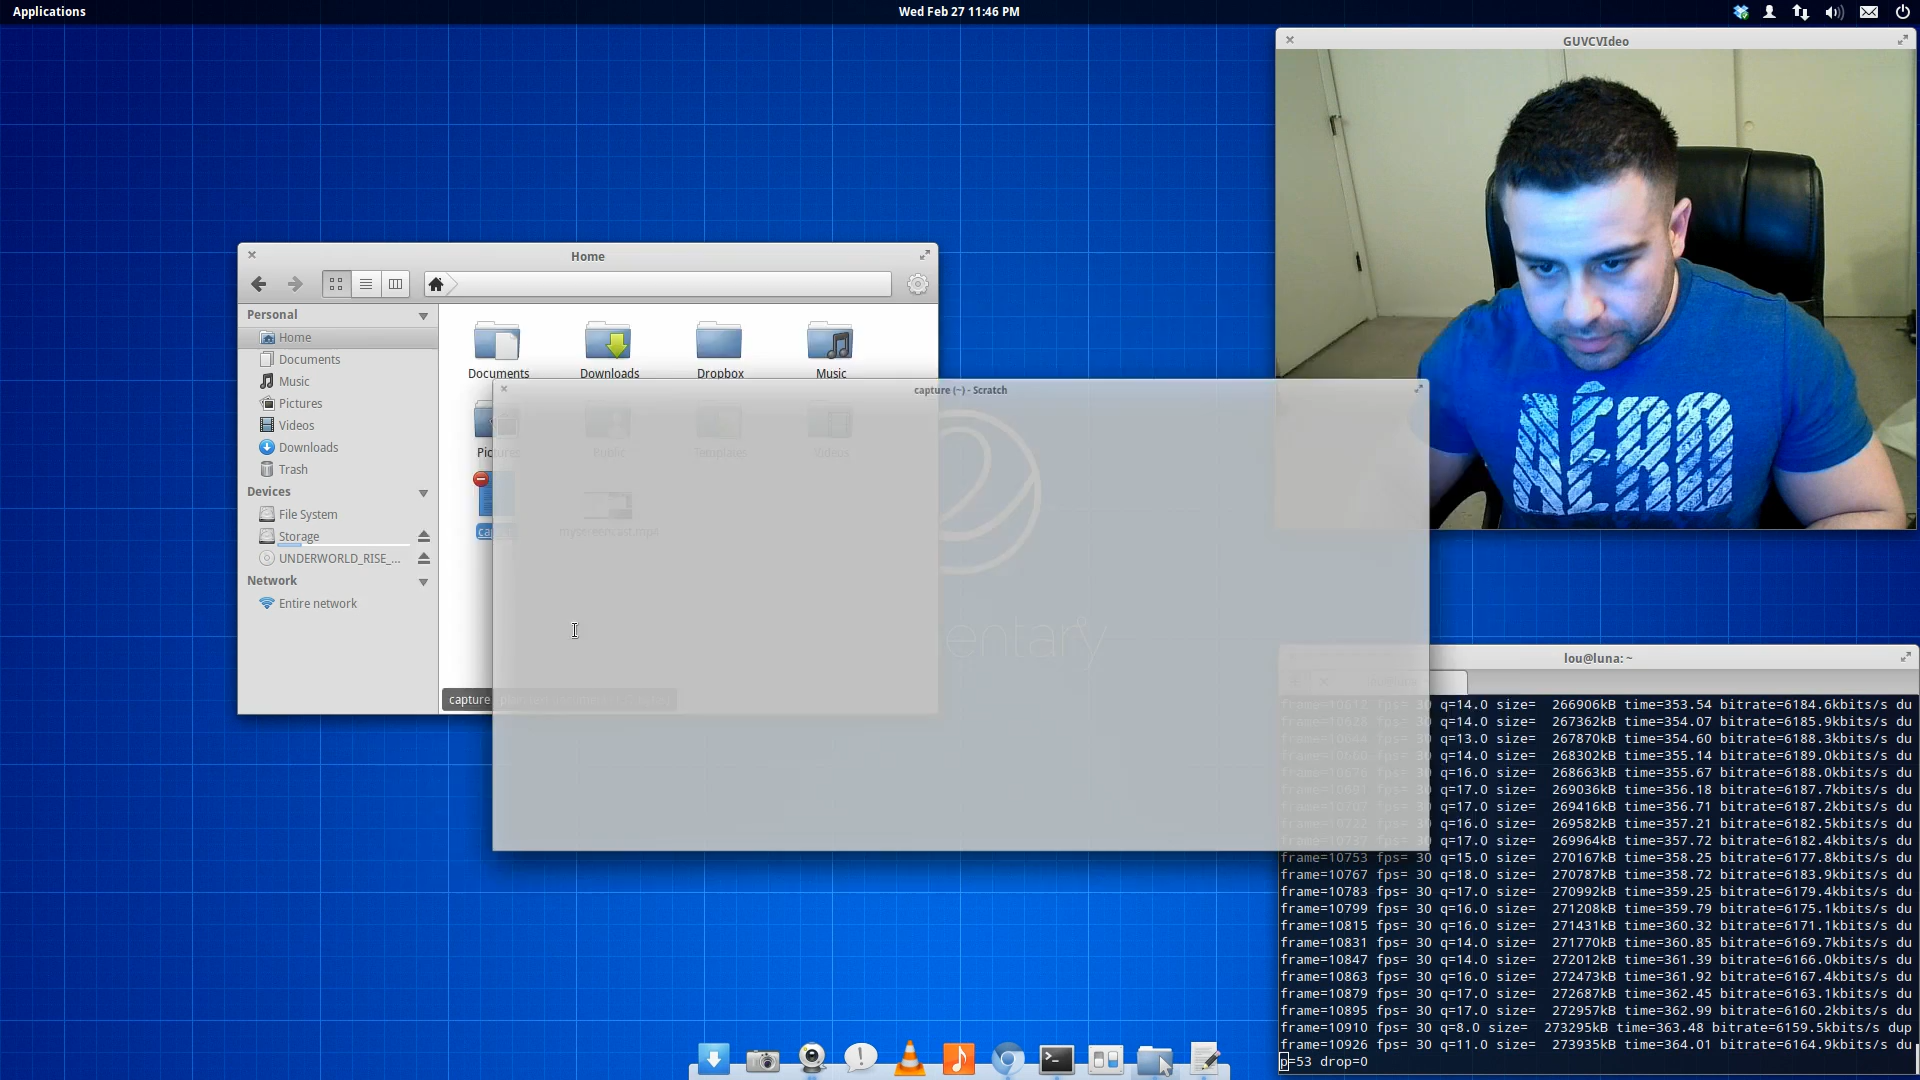 Applications
Wed Feb 27 11:46 PM
GUVCVIdeo
AERO
Home
Personal
Home
Documents
Music
Pictures
Videos
Downloads
Trash
Devices
File System
Storage
UNDERWORLD_RISE_...
Network
Entire network
Documents
Downloads
Dropbox
Music
capture (~) - Scratch
Pictures
Public
Templates
Videos
myscreencast.mp4
entary
capture
lou@luna: ~
q=14.0 size=  266906kB time=353.54 bitrate=6184.6kbits/s du
q=14.0 size=  267362kB time=354.07 bitrate=6185.9kbits/s du
q=13.0 size=  267870kB time=354.60 bitrate=6188.3kbits/s du
q=14.0 size=  268302kB time=355.14 bitrate=6189.0kbits/s du
q=16.0 size=  268663kB time=355.67 bitrate=6188.0kbits/s du
q=17.0 size=  269036kB time=356.18 bitrate=6187.7kbits/s du
q=17.0 size=  269416kB time=356.71 bitrate=6187.2kbits/s du
q=16.0 size=  269582kB time=357.21 bitrate=6182.5kbits/s du
q=17.0 size=  269964kB time=357.72 bitrate=6182.4kbits/s du
frame=10753 fps= 30 q=15.0 size=  270167kB time=358.25 bitrate=6177.8kbits/s du
frame=10767 fps= 30 q=18.0 size=  270787kB time=358.72 bitrate=6183.9kbits/s du
frame=10783 fps= 30 q=17.0 size=  270992kB time=359.25 bitrate=6179.4kbits/s du
frame=10799 fps= 30 q=16.0 size=  271208kB time=359.79 bitrate=6175.1kbits/s du
frame=10815 fps= 30 q=16.0 size=  271431kB time=360.32 bitrate=6171.1kbits/s du
frame=10831 fps= 30 q=14.0 size=  271770kB time=360.85 bitrate=6169.7kbits/s du
frame=10847 fps= 30 q=14.0 size=  272012kB time=361.39 bitrate=6166.0kbits/s du
frame=10863 fps= 30 q=16.0 size=  272473kB time=361.92 bitrate=6167.4kbits/s du
frame=10879 fps= 30 q=17.0 size=  272687kB time=362.45 bitrate=6163.1kbits/s du
frame=10895 fps= 30 q=17.0 size=  272957kB time=362.99 bitrate=6160.2kbits/s du
frame=10910 fps= 30 q=8.0 size=  273295kB time=363.48 bitrate=6159.5kbits/s dup
frame=10926 fps= 30 q=11.0 size=  273935kB time=364.01 bitrate=6164.9kbits/s du
p=53 drop=0